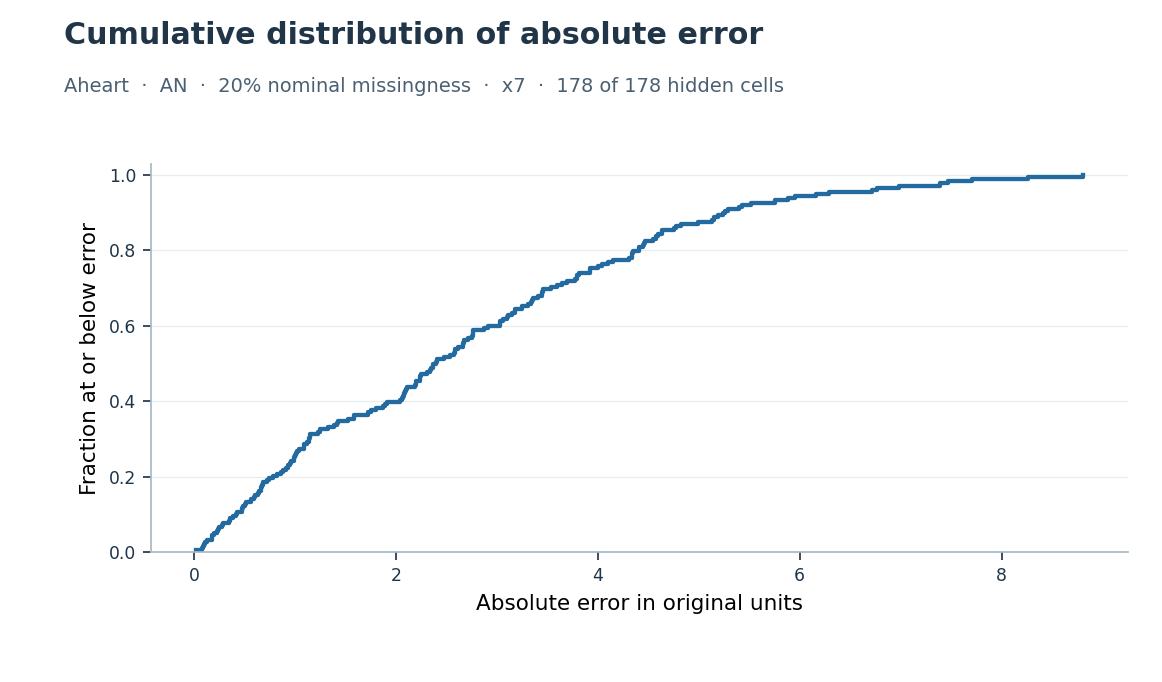 Cumulative distribution of absolute error
Aheart · AN · 20% nominal missingness · x7 · 178 of 178 hidden cells
Fraction at or below error
1.0
0.8
0.6
0.4
0.2
0.0
0 2 4 6 8
Absolute error in original units